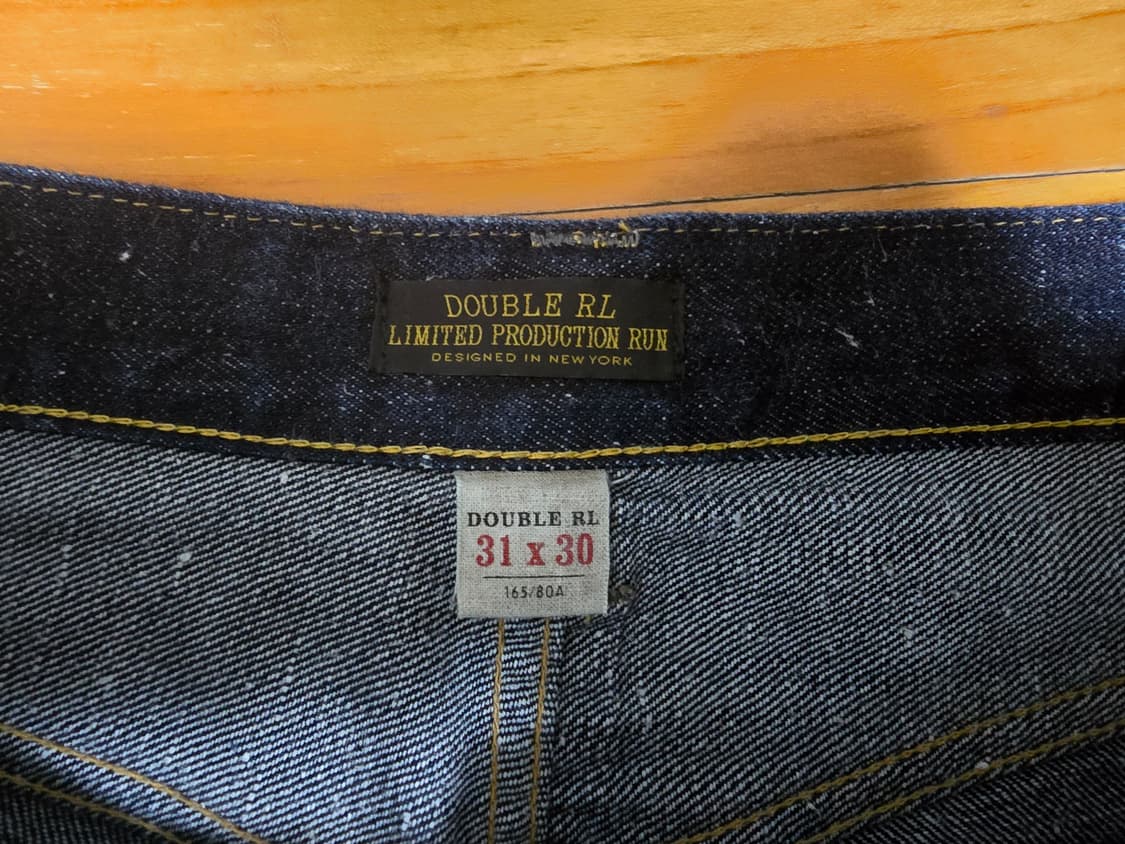 DOUBLE RL
LIMITED PRODUCTION RUN
DESIGNED IN NEW YORK
DOUBLE RL
31 x 30
165/80A